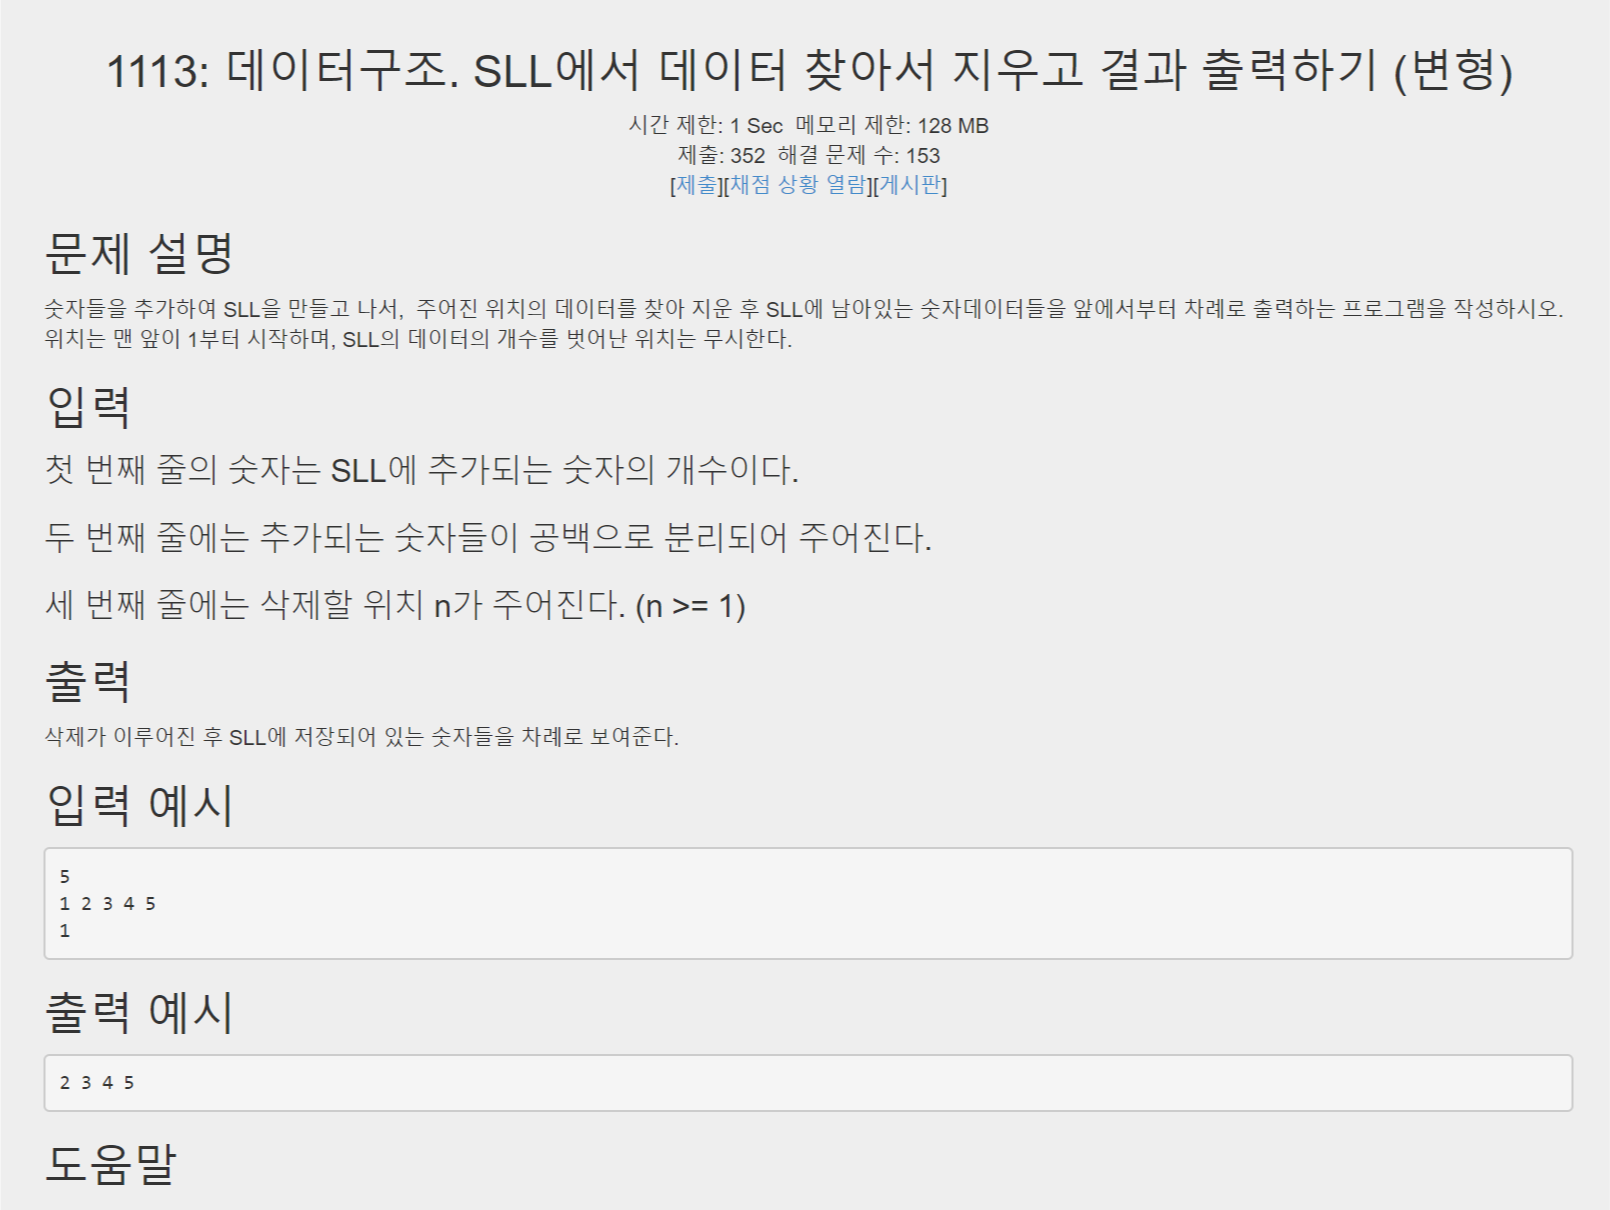 1113: 데이터구조. SLL에서 데이터 찾아서 지우고 결과 출력하기 (변형)
시간 제한: 1 Sec 메모리 제한: 128 MB
제출: 352 해결 문제 수: 153
[제출][채점 상황 열람][게시판]
문제 설명
숫자들을 추가하여 SLL을 만들고 나서, 주어진 위치의 데이터를 찾아 지운 후 SLL에 남아있는 숫자데이터들을 앞에서부터 차례로 출력하는 프로그램을 작성하시오.
위치는 맨 앞이 1부터 시작하며, SLL의 데이터의 개수를 벗어난 위치는 무시한다.
입력
첫 번째 줄의 숫자는 SLL에 추가되는 숫자의 개수이다.
두 번째 줄에는 추가되는 숫자들이 공백으로 분리되어 주어진다.
세 번째 줄에는 삭제할 위치 n가 주어진다. (n >= 1)
출력
삭제가 이루어진 후 SLL에 저장되어 있는 숫자들을 차례로 보여준다.
입력 예시
5
1 2 3 4 5
1
출력 예시
2 3 4 5
도움말